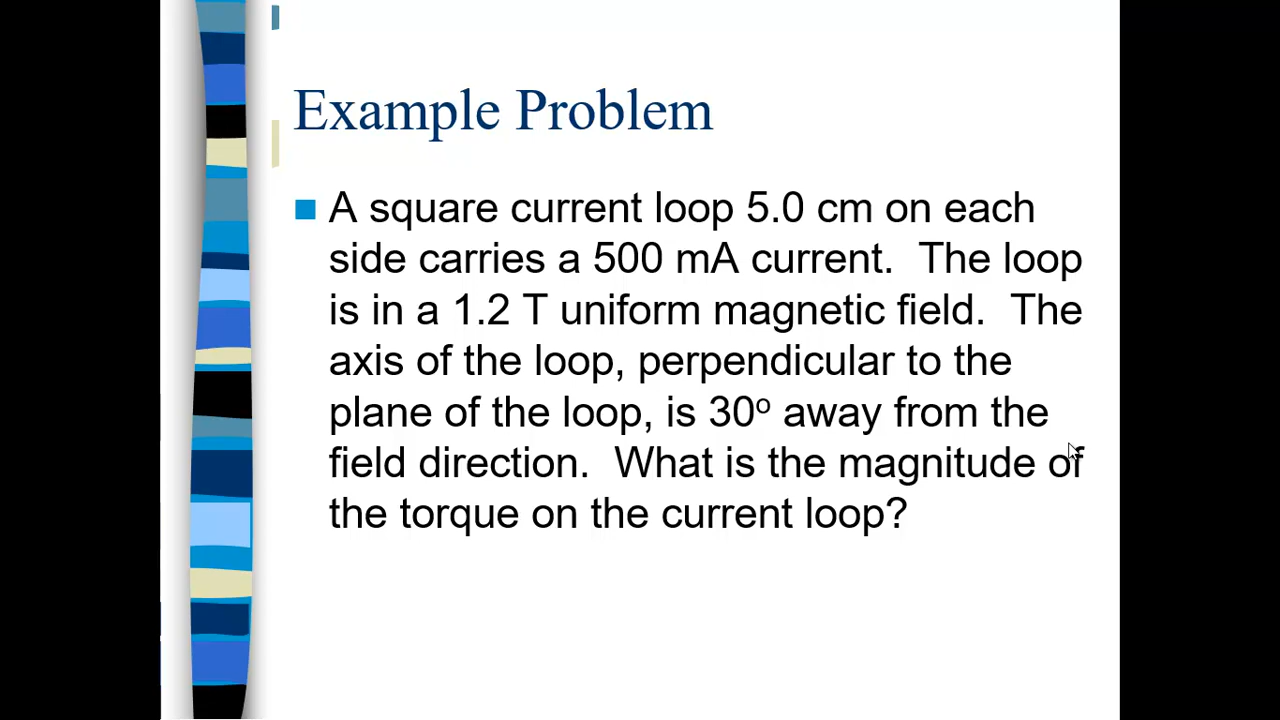 Example Problem
A square current loop 5.0 cm on each
side carries a 500 mA current.  The loop
is in a 1.2 T uniform magnetic field.  The
axis of the loop, perpendicular to the
plane of the loop, is 30º away from the
field direction.  What is the magnitude of
the torque on the current loop?